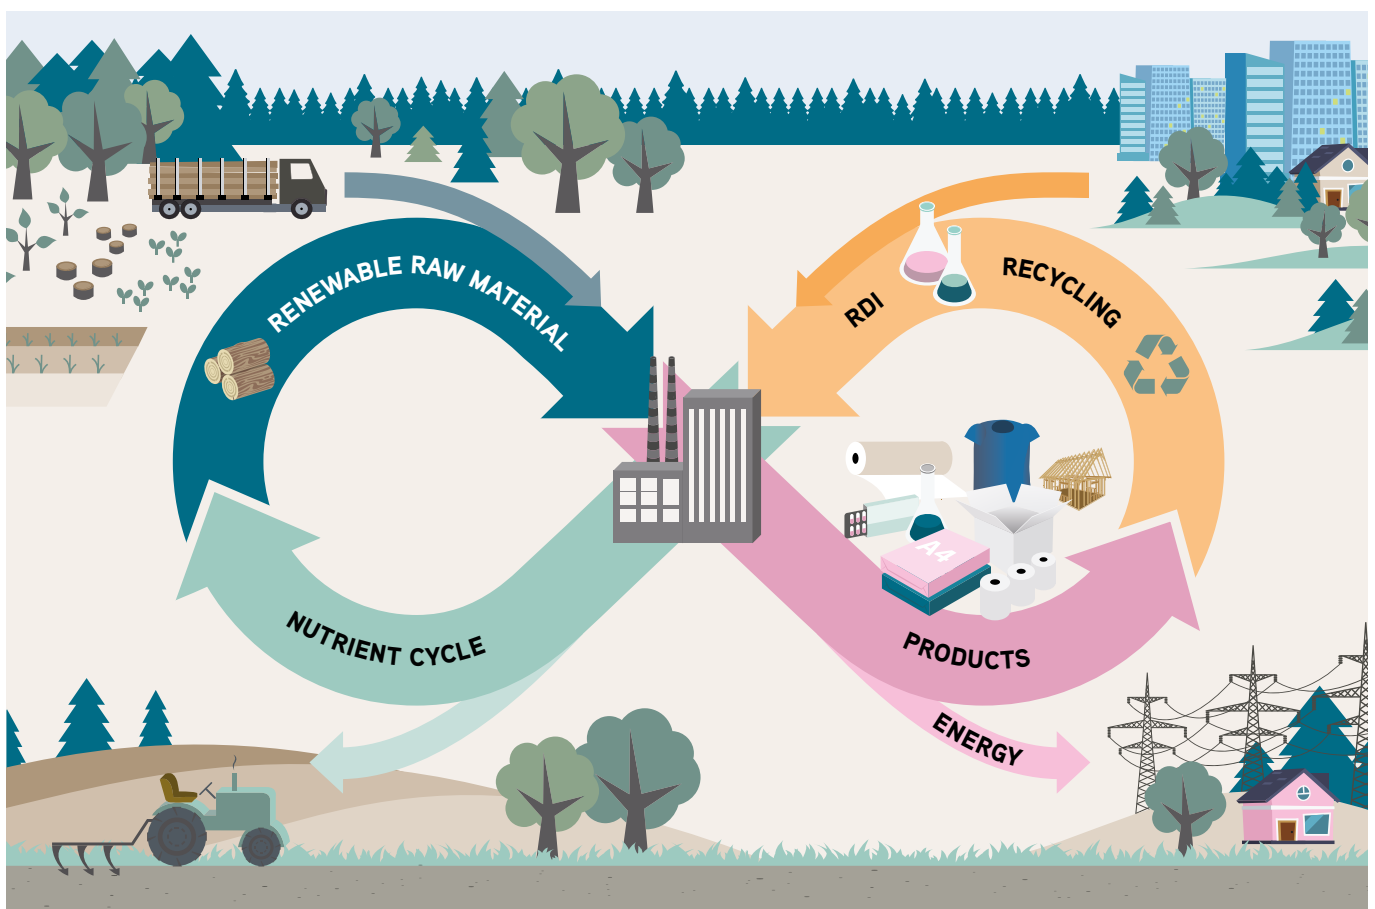 RENEWABLE RAW MATERIAL
RDI
RECYCLING
A4
NUTRIENT CYCLE
PRODUCTS
ENERGY